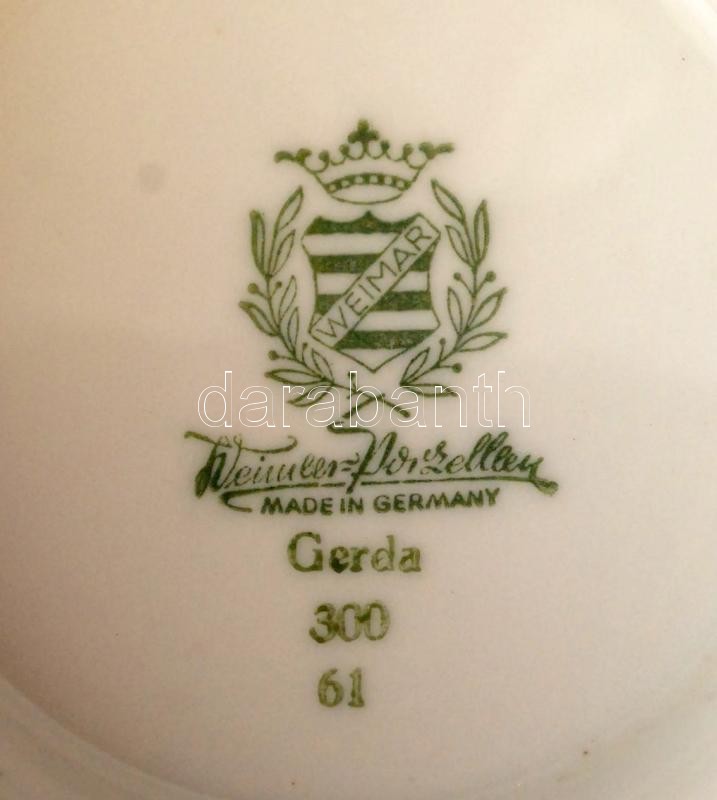 WEIMAR
darabanth
Weimar=Porzellan
MADE IN GERMANY
Gerda
300
61